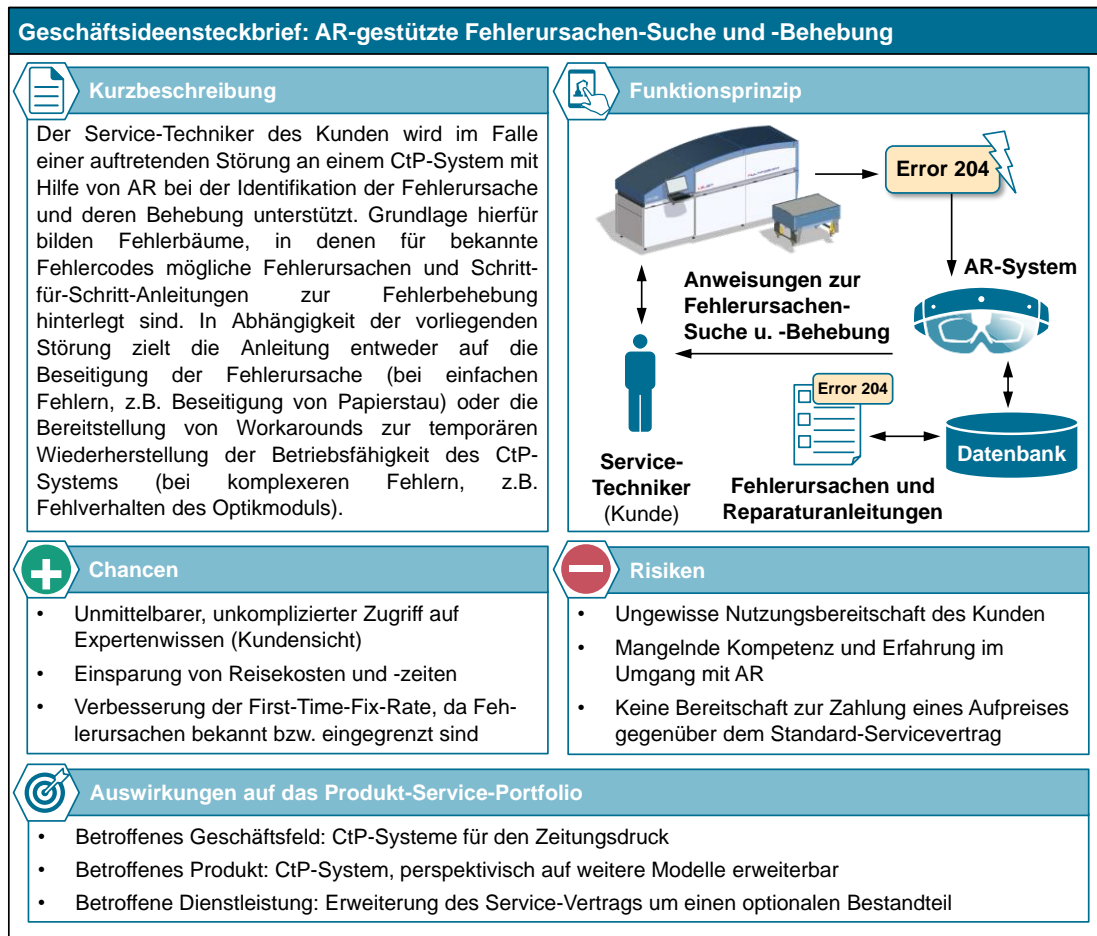 Geschäftsideensteckbrief: AR-gestützte Fehlerursachen-Suche und -Behebung
Kurzbeschreibung
Der Service-Techniker des Kunden wird im Falle
einer auftretenden Störung an einem CtP-System mit
Hilfe von AR bei der Identifikation der Fehlerursache
und deren Behebung unterstützt. Grundlage hierfür
bilden Fehlerbäume, in denen für bekannte
Fehlercodes mögliche Fehlerursachen und Schritt-
für-Schritt-Anleitungen zur Fehlerbehebung
hinterlegt sind. In Abhängigkeit der vorliegenden
Störung zielt die Anleitung entweder auf die
Beseitigung der Fehlerursache (bei einfachen
Fehlern, z.B. Beseitigung von Papierstau) oder die
Bereitstellung von Workarounds zur temporären
Wiederherstellung der Betriebsfähigkeit des CtP-
Systems (bei komplexeren Fehlern, z.B.
Fehlverhalten des Optikmoduls).
Funktionsprinzip
Error 204
AR-System
Anweisungen zur
Fehlerursachen-
Suche u. -Behebung
Error 204
Datenbank
Service-
Techniker
(Kunde)
Fehlerursachen und
Reparaturanleitungen
Chancen
• Unmittelbarer, unkomplizierter Zugriff auf
Expertenwissen (Kundensicht)
• Einsparung von Reisekosten und -zeiten
• Verbesserung der First-Time-Fix-Rate, da Feh-
lerursachen bekannt bzw. eingegrenzt sind
Risiken
• Ungewisse Nutzungsbereitschaft des Kunden
• Mangelnde Kompetenz und Erfahrung im
Umgang mit AR
• Keine Bereitschaft zur Zahlung eines Aufpreises
gegenüber dem Standard-Servicevertrag
Auswirkungen auf das Produkt-Service-Portfolio
• Betroffenes Geschäftsfeld: CtP-Systeme für den Zeitungsdruck
• Betroffenes Produkt: CtP-System, perspektivisch auf weitere Modelle erweiterbar
• Betroffene Dienstleistung: Erweiterung des Service-Vertrags um einen optionalen Bestandteil